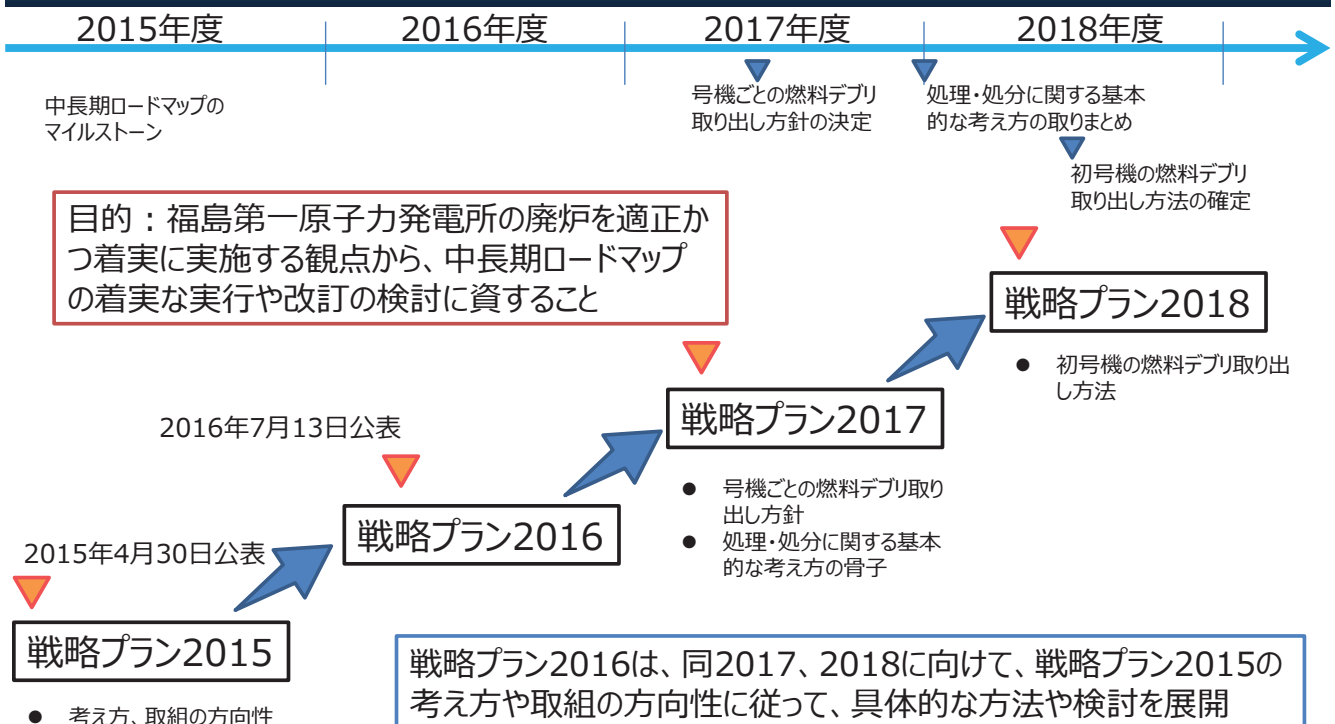 2015年度
2016年度
2017年度
2018年度
中長期ロードマップの
マイルストーン
号機ごとの燃料デブリ
取り出し方針の決定
処理・処分に関する基本
的な考え方の取りまとめ
初号機の燃料デブリ
取り出し方法の確定
目的：福島第一原子力発電所の廃炉を適正か
つ着実に実施する観点から、中長期ロードマップ
の着実な実行や改訂の検討に資すること
戦略プラン2018
● 初号機の燃料デブリ取り出
し方法
戦略プラン2017
● 号機ごとの燃料デブリ取り
出し方針
● 処理・処分に関する基本
的な考え方の骨子
2016年7月13日公表
戦略プラン2016
2015年4月30日公表
戦略プラン2015
● 考え方、取組の方向性
戦略プラン2016は、同2017、2018に向けて、戦略プラン2015の
考え方や取組の方向性に従って、具体的な方法や検討を展開